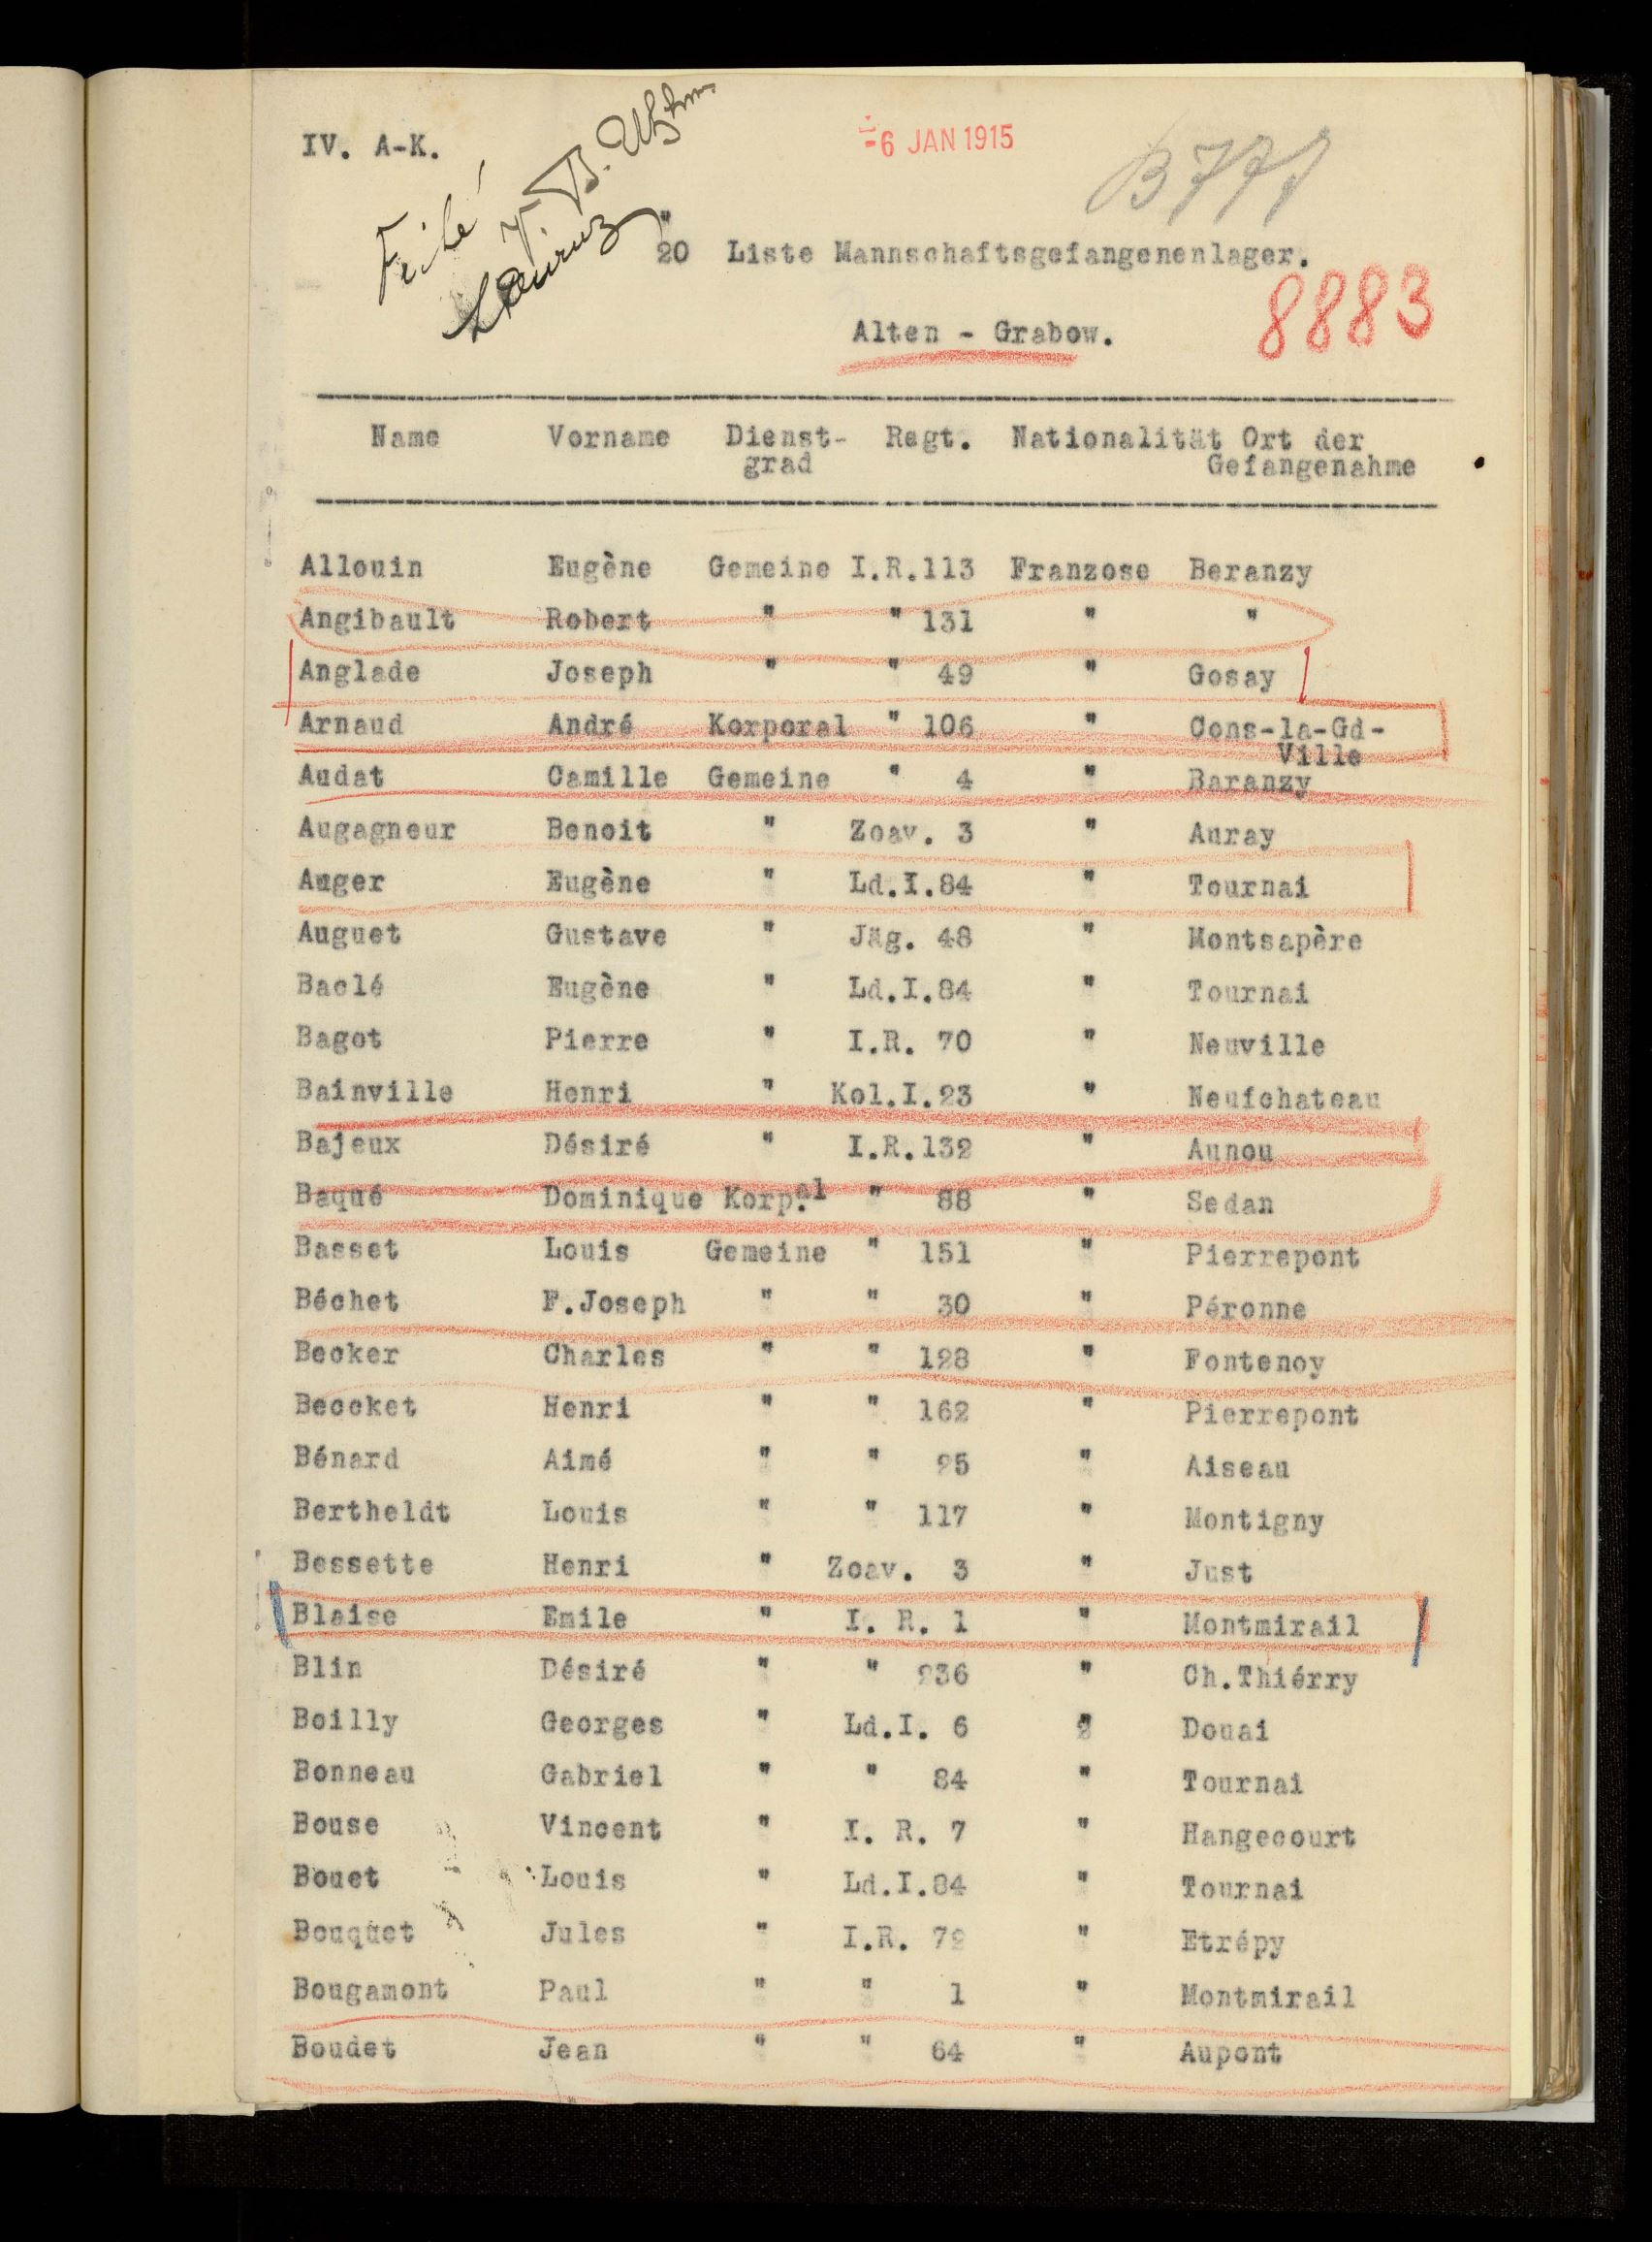 IV. A-K.
-6 JAN 1915
B 771
20 Liste Mannschaftsgefangenenlager.
8883
Alten - Grabow.
Name Vorname Dienst- Regt. Nationalität Ort der
grad Gefangenahme
Allouin Eugène Gemeine I.R.113 Franzose Beranzy
Angibault Robert " " 131 " "
Anglade Joseph " " 49 " Gosay
Arnaud André Korporal " 106 " Cons-la-Gd-
Ville
Audat Camille Gemeine " 4 " Baranzy
Augagneur Benoit " Zoav. 3 " Auray
Auger Eugène " Ld.I.84 " Tournai
Auguet Gustave " Jäg. 48 " Montsapère
Baclé Eugène " Ld.I.84 " Tournai
Bagot Pierre " I.R. 70 " Neuville
Bainville Henri " Kol.I.23 " Neufchateau
Bajeux Désiré " I.R.132 " Aunou
Baqué Dominique Korp.al " 88 " Sedan
Basset Louis Gemeine " 151 " Pierrepont
Béchet F.Joseph " " 30 " Péronne
Becker Charles " " 128 " Fontenoy
Beccket Henri " " 162 " Pierrepont
Bénard Aimé " " 25 " Aiseau
Bertheldt Louis " " 117 " Montigny
Bessette Henri " Zoav. 3 " Just
Blaise Emile " I. R. 1 " Montmirail
Blin Désiré " " 236 " Ch.Thiérry
Boilly Georges " Ld.I. 6 " Douai
Bonneau Gabriel " " 84 " Tournai
Bouse Vincent " I. R. 7 " Hangecourt
Bouet Louis " Ld.I.84 " Tournai
Bouquet Jules " I.R. 72 " Etrépy
Bougamont Paul " " 1 " Montmirail
Boudet Jean " " 64 " Aupont